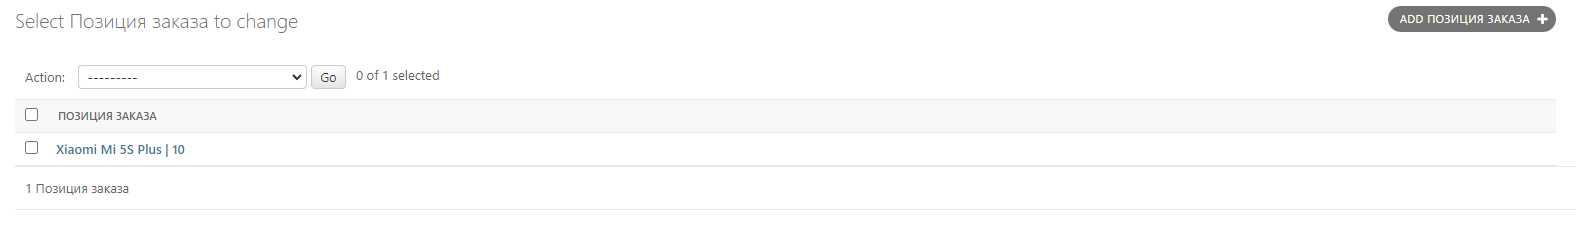 Select Позиция заказа to change
ADD ПОЗИЦИЯ ЗАКАЗА +
Action: --------- Go 0 of 1 selected
ПОЗИЦИЯ ЗАКАЗА
Xiaomi Mi 5S Plus | 10
1 Позиция заказа